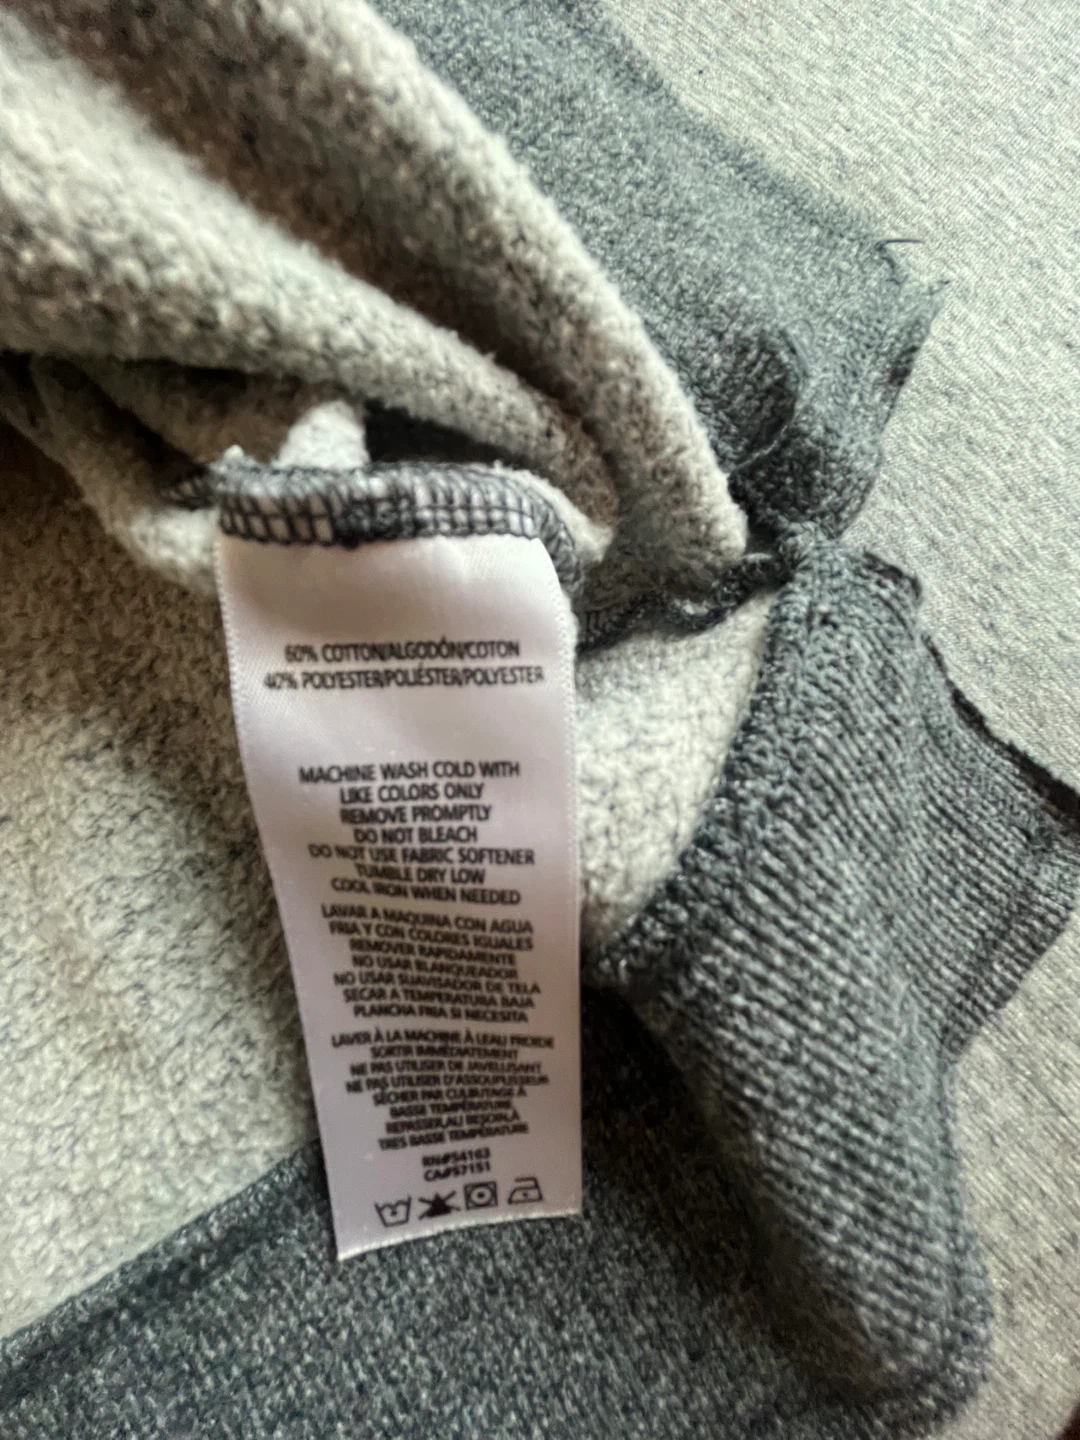 60% COTTON/ALGODÓN/COTON
40% POLYESTER/POLIÉSTER/POLYESTER
MACHINE WASH COLD WITH
LIKE COLORS ONLY
REMOVE PROMPTLY
DO NOT BLEACH
DO NOT USE FABRIC SOFTENER
TUMBLE DRY LOW
COOL IRON WHEN NEEDED
LAVAR A MAQUINA CON AGUA
FRIA Y CON COLORES IGUALES
REMOVER RAPIDAMENTE
NO USAR BLANQUEADOR
NO USAR SUAVISADOR DE TELA
SECAR A TEMPERATURA BAJA
PLANCHA FRIA SI NECESITA
LAVER À LA MACHINE À LEAU FROIDE
SORTIR IMMÉDIATEMENT
NE PAS UTILISER DE JAVELLISANT
NE PAS UTILISER D'ASSOUPLISSEUR
SÉCHER PAR CULBUTAGE À
BASSE TEMPÉRATURE
REPASSER,AU BESOIN,À
TRES BASSE TEMPÉRATURE
RN#54163
CA#57151